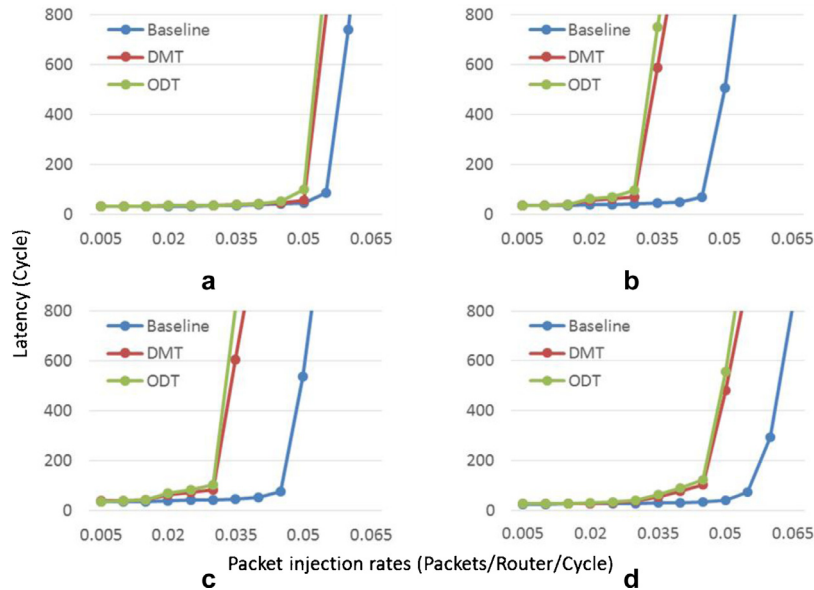 800
600
400
200
0
Baseline
DMT
ODT
0.005 0.02 0.035 0.05 0.065
a
800
600
400
200
0
Baseline
DMT
ODT
0.005 0.02 0.035 0.05 0.065
b
Latency (Cycle)
800
600
400
200
0
Baseline
DMT
ODT
0.005 0.02 0.035 0.05 0.065
c
800
600
400
200
0
Baseline
DMT
ODT
0.005 0.02 0.035 0.05 0.065
d
Packet injection rates (Packets/Router/Cycle)